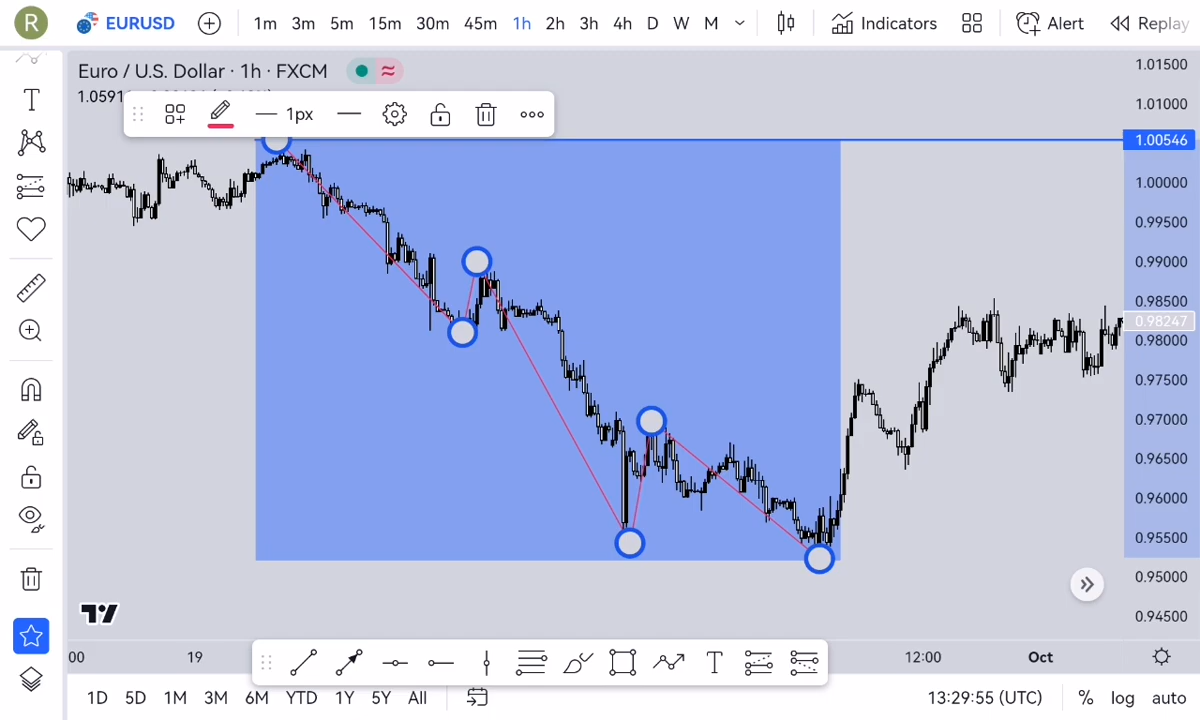 R EURUSD 1m 3m 5m 15m 30m 45m 1h 2h 3h 4h D W M Indicators Alert Replay
Euro / U.S. Dollar · 1h · FXCM
1.0591
1px
1.01500
1.01000
1.00546
1.00000
0.99500
0.99000
0.98500
0.98247
0.98000
0.97500
0.97000
0.96500
0.96000
0.95500
0.95000
0.94500
T
T
:00 19 12:00 Oct
1D 5D 1M 3M 6M YTD 1Y 5Y All 13:29:55 (UTC) % log auto